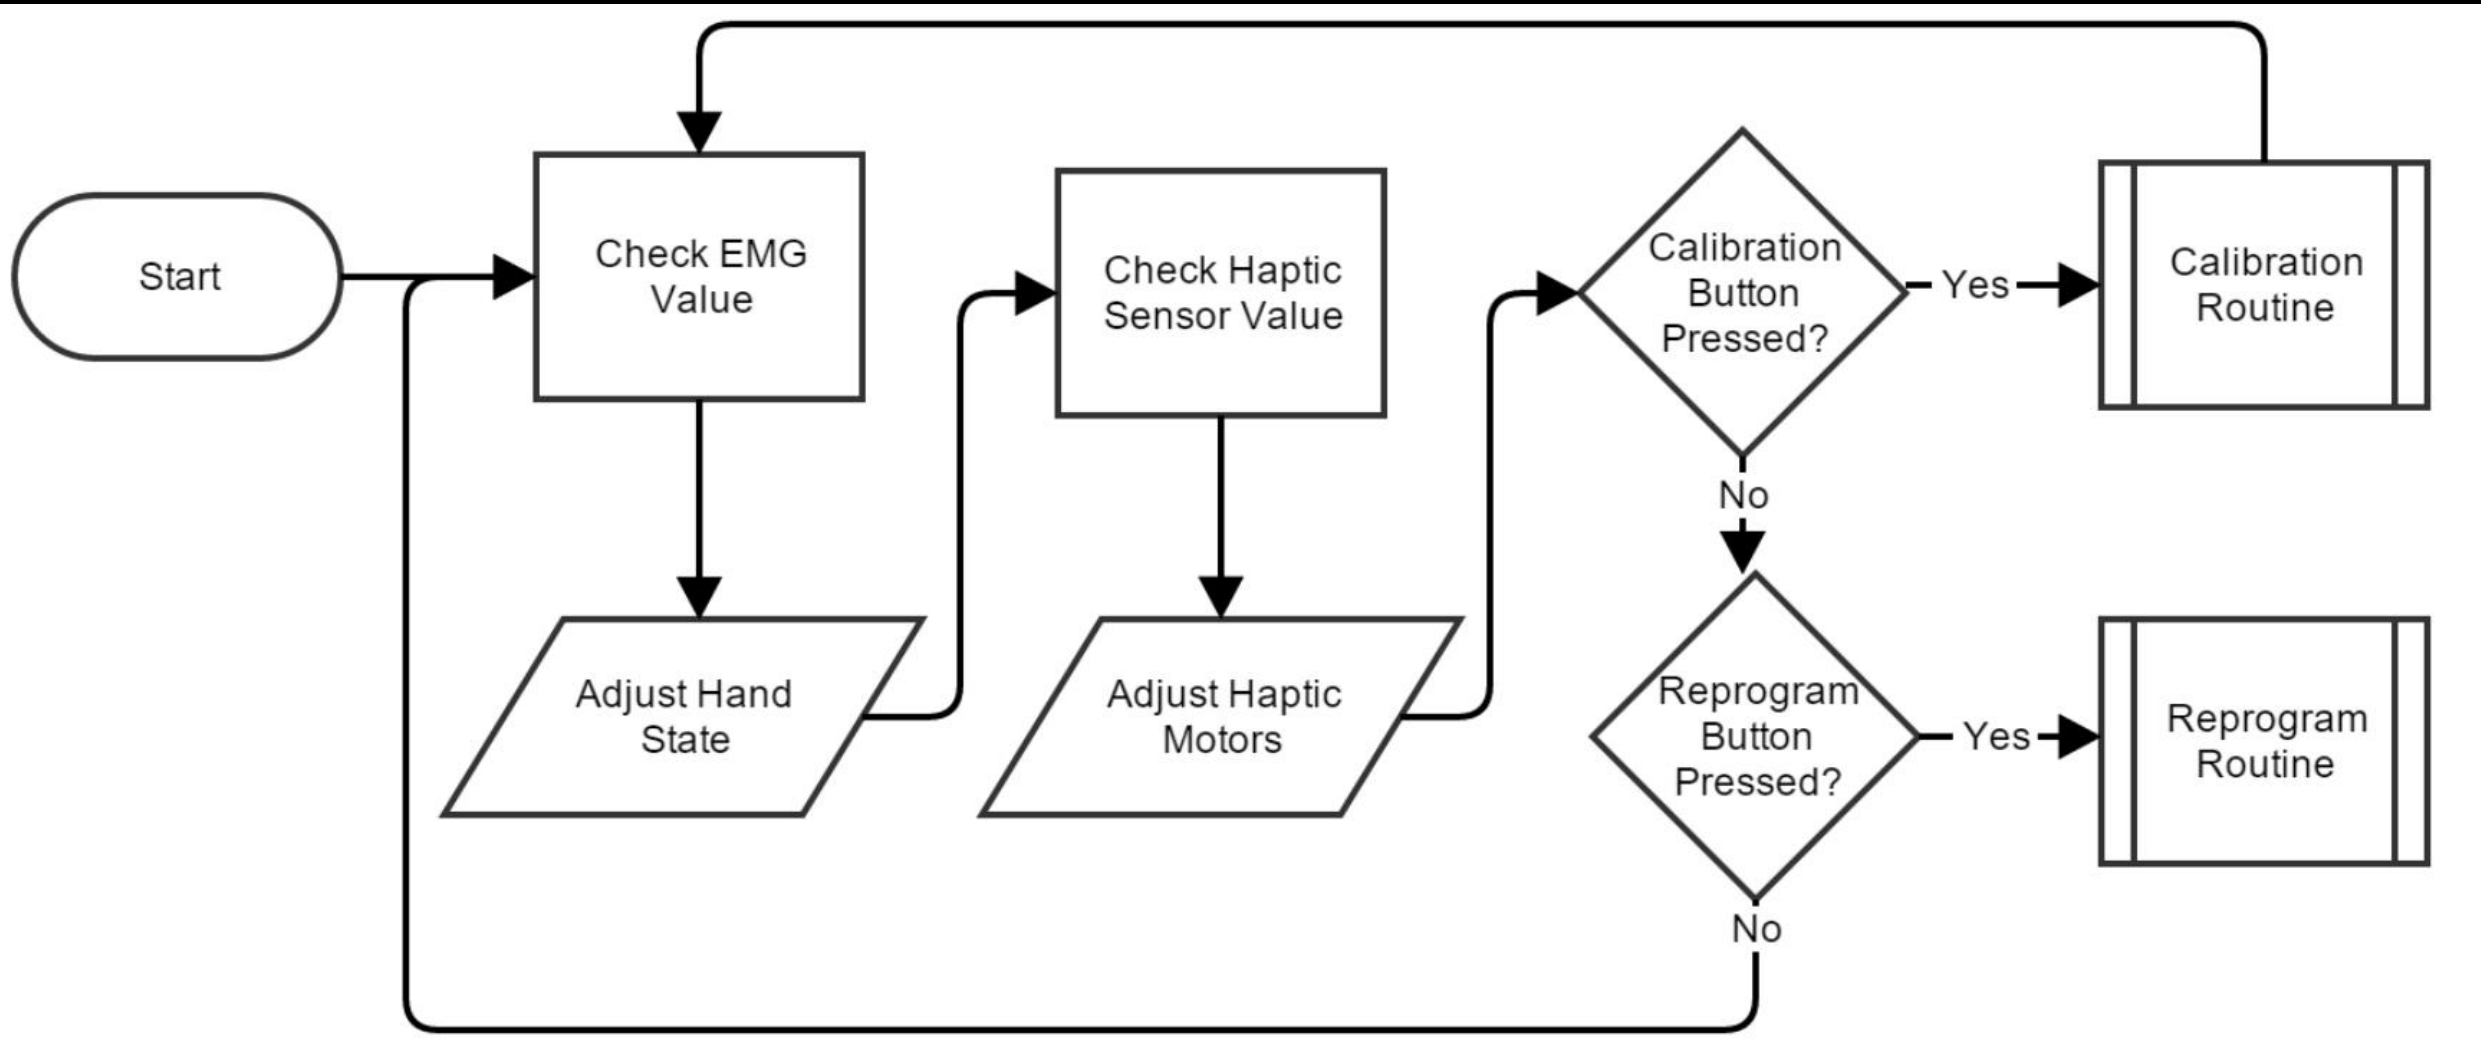 Start
Check EMG
Value
Adjust Hand
State
Check Haptic
Sensor Value
Adjust Haptic
Motors
Calibration
Button
Pressed?
Yes
Calibration
Routine
No
Reprogram
Button
Pressed?
Yes
Reprogram
Routine
No